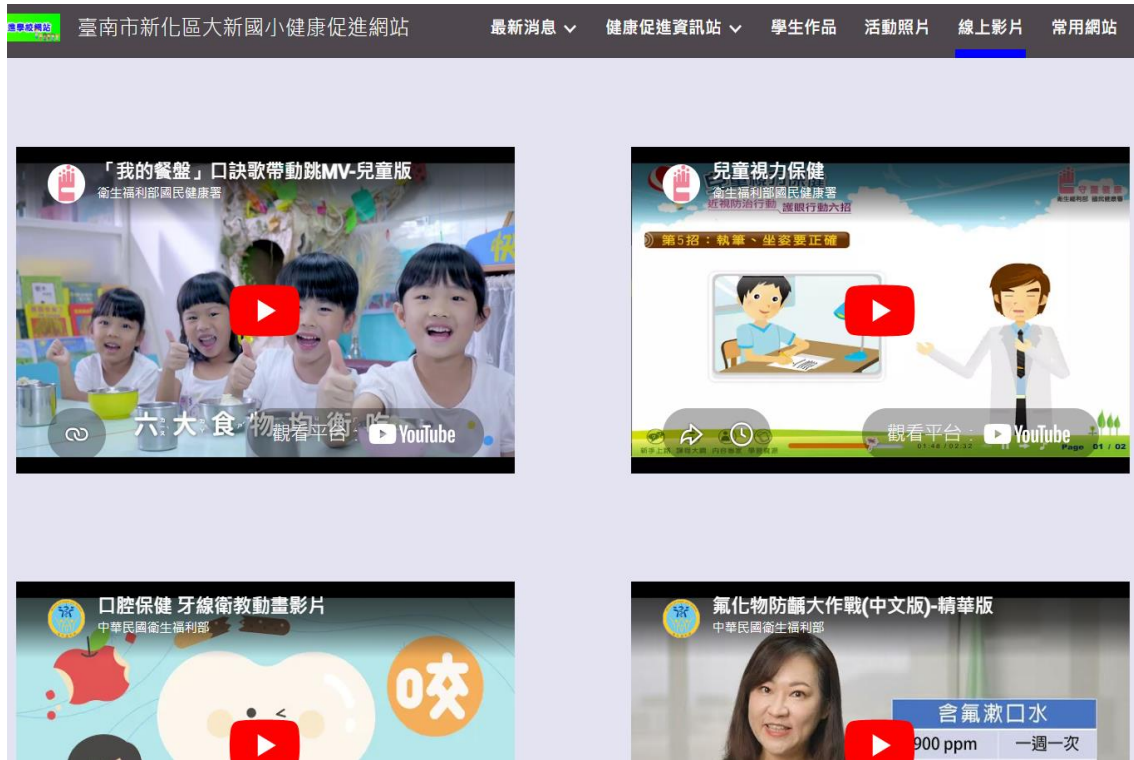 臺南市新化區大新國小健康促進網站
最新消息
健康促進資訊站
學生作品
活動照片
線上影片
常用網站
「我的餐盤」口訣歌帶動跳MV-兒童版
衛生福利部國民健康署
六大食物均衡吃
觀看平台：
YouTube
兒童視力保健
衛生福利部國民健康署
近視防治行動 護眼行動六招
第5招：執筆、坐姿要正確
觀看平台：
YouTube
01:48 / 02:32
Page 01 / 02
口腔保健 牙線衛教動畫影片
中華民國衛生福利部
咬
氟化物防齲大作戰(中文版)-精華版
中華民國衛生福利部
含氟漱口水
900 ppm 一週一次